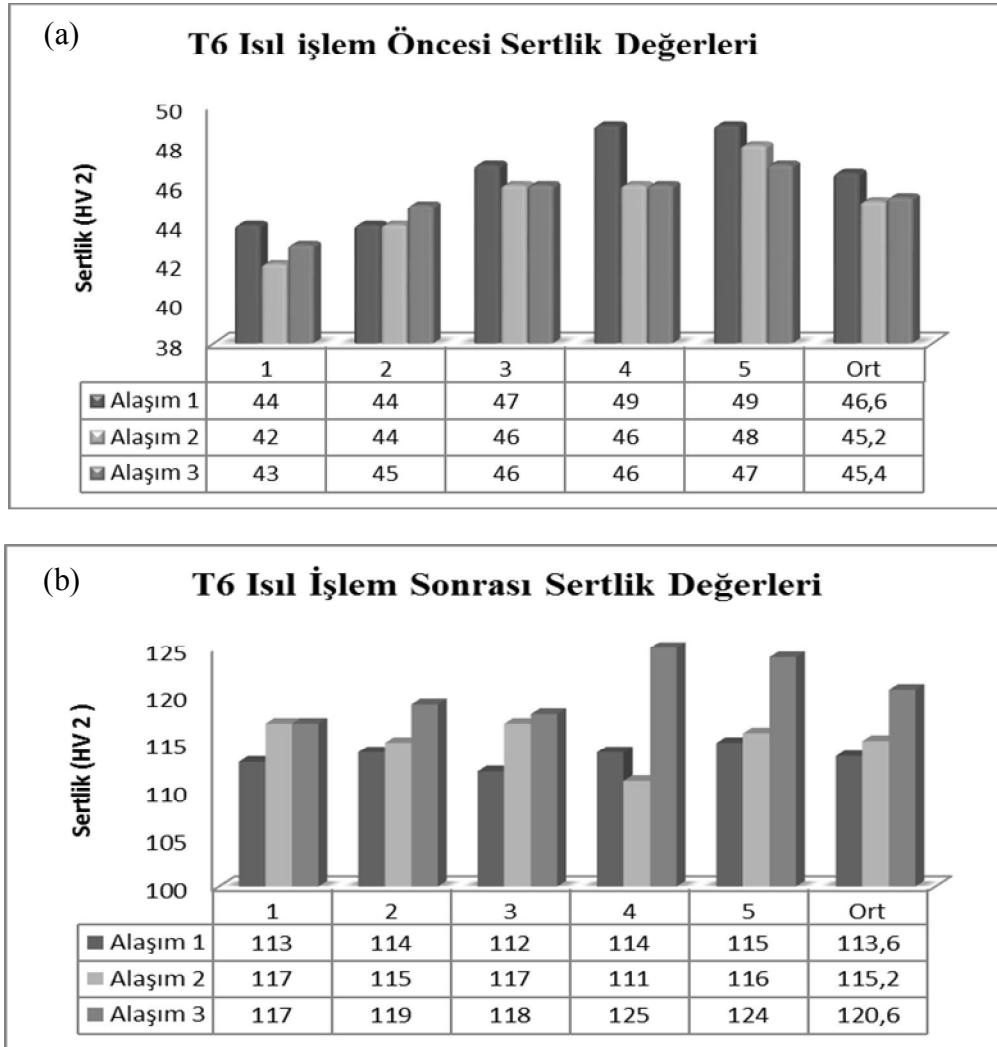 (a)
T6 Isıl işlem Öncesi Sertlik Değerleri
Sertlik (HV 2)
50
48
46
44
42
40
38
1 2 3 4 5 Ort
Alaşım 1 44 44 47 49 49 46,6
Alaşım 2 42 44 46 46 48 45,2
Alaşım 3 43 45 46 46 47 45,4
(b)
T6 Isıl İşlem Sonrası Sertlik Değerleri
Sertlik (HV 2 )
125
120
115
110
105
100
1 2 3 4 5 Ort
Alaşım 1 113 114 112 114 115 113,6
Alaşım 2 117 115 117 111 116 115,2
Alaşım 3 117 119 118 125 124 120,6